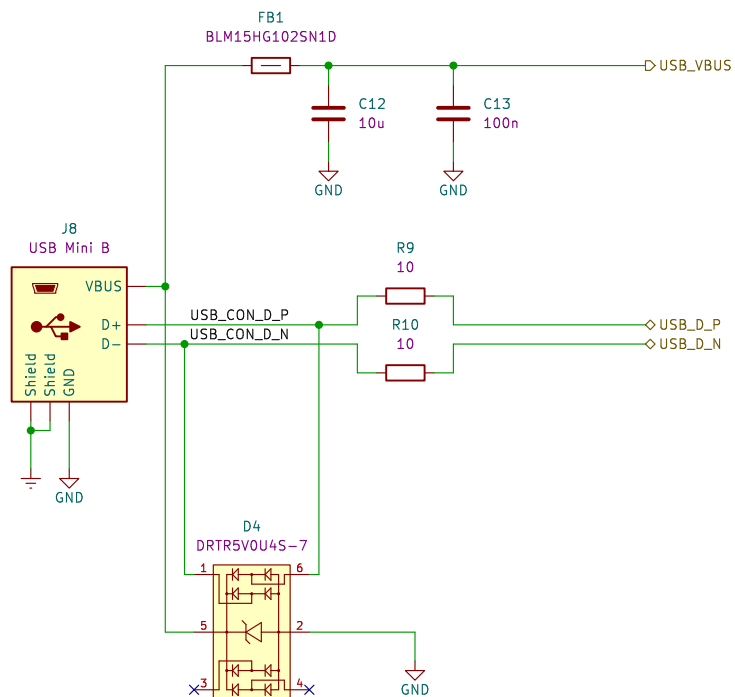 FB1
BLM15HG102SN1D
USB_VBUS
C12
10u
C13
100n
GND
GND
J8
USB Mini B
VBUS
D+
D-
Shield
Shield
GND
GND
USB_CON_D_P
USB_CON_D_N
R9
10
R10
10
USB_D_P
USB_D_N
D4
DRTR5V0U4S-7
1
6
5
2
3
4
GND